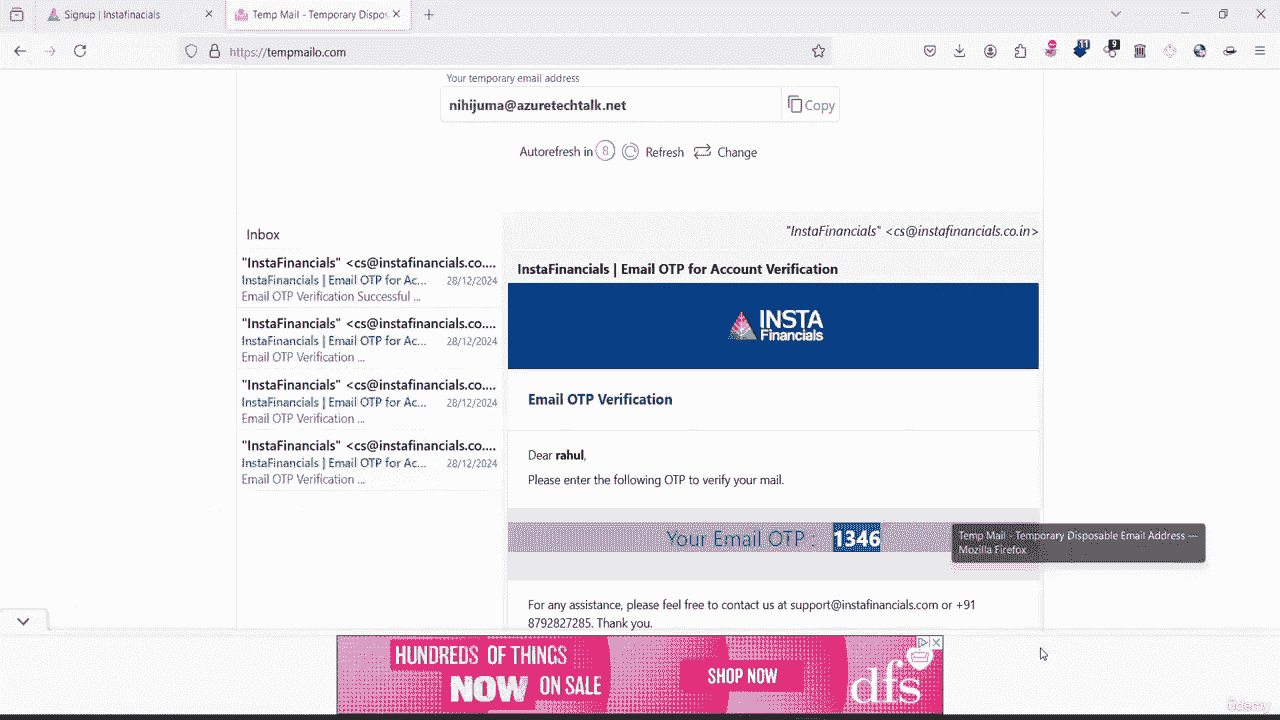 Signup | Instafinacials
Temp Mail - Temporary Dispos
https://tempmailo.com
11
9
Your temporary email address
nihijuma@azuretechtalk.net
Copy
Autorefresh in 8 Refresh Change
Inbox
"InstaFinancials" <cs@instafinancials.co....
InstaFinancials | Email OTP for Ac... 28/12/2024
Email OTP Verification Successful ...
"InstaFinancials" <cs@instafinancials.co....
InstaFinancials | Email OTP for Ac... 28/12/2024
Email OTP Verification ...
"InstaFinancials" <cs@instafinancials.co....
InstaFinancials | Email OTP for Ac... 28/12/2024
Email OTP Verification ...
"InstaFinancials" <cs@instafinancials.co....
InstaFinancials | Email OTP for Ac... 28/12/2024
Email OTP Verification ...
"InstaFinancials" <cs@instafinancials.co.in>
InstaFinancials | Email OTP for Account Verification
INSTA
Financials
Email OTP Verification
Dear rahul,
Please enter the following OTP to verify your mail.
Your Email OTP : 1346
Temp Mail - Temporary Disposable Email Address —
Mozilla Firefox
For any assistance, please feel free to contact us at support@instafinancials.com or +91
8792827285. Thank you.
HUNDREDS OF THINGS
NOW ON SALE
SHOP NOW
dfs
Udemy